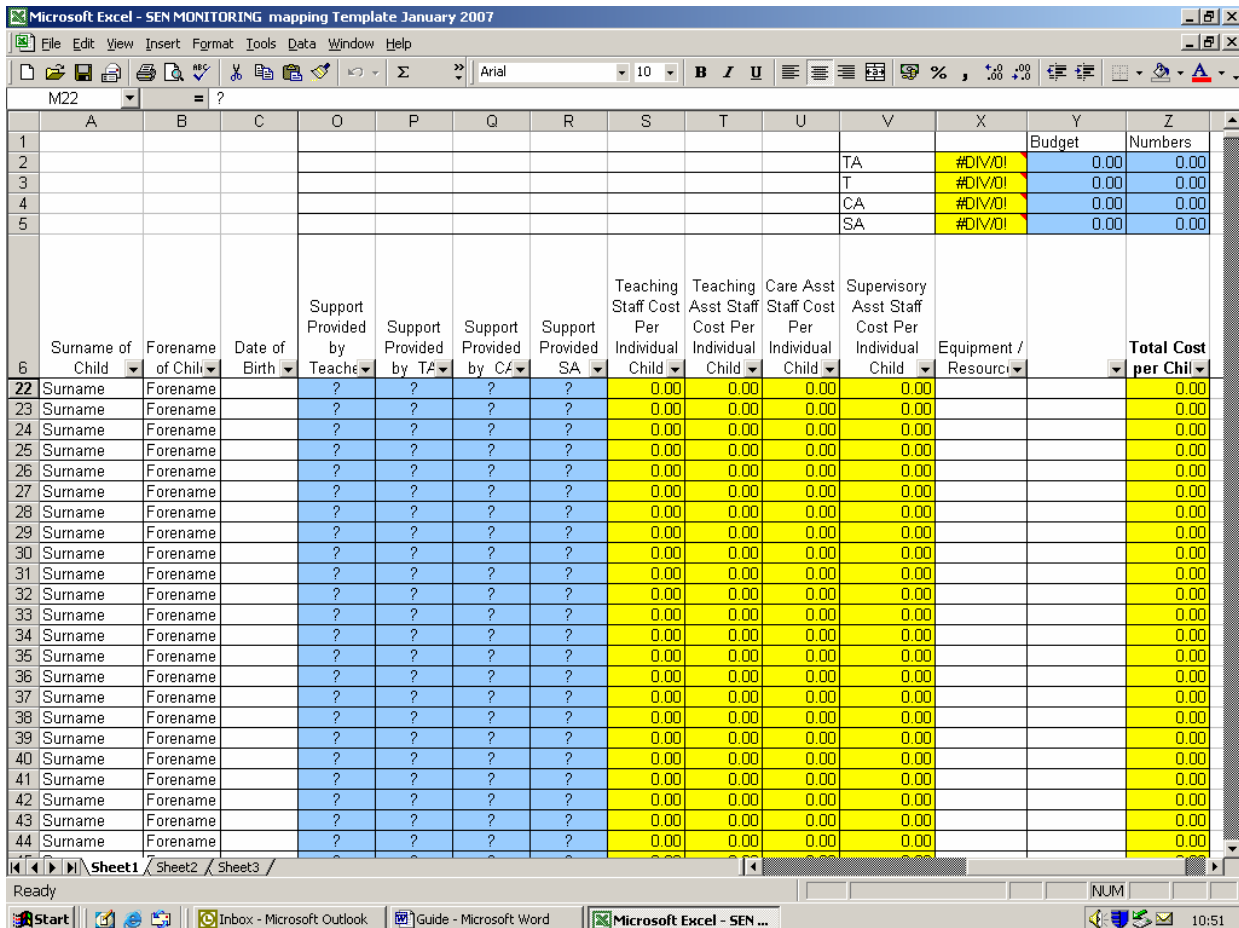 Microsoft Excel - SEN MONITORING mapping Template January 2007
File Edit View Insert Format Tools Data Window Help
Arial 10 B I U
M22 = ?
A B C O P Q R S T U V X Y Z
1 Budget Numbers
2 TA #DIV/0! 0.00 0.00
3 T #DIV/0! 0.00 0.00
4 CA #DIV/0! 0.00 0.00
5 SA #DIV/0! 0.00 0.00
6 Surname of Child Forename of Chil Date of Birth Support Provided by Teache Support Provided by TA Support Provided by CA Support Provided SA Teaching Staff Cost Per Individual Child Teaching Asst Staff Cost Per Individual Child Care Asst Staff Cost Per Individual Child Supervisory Asst Staff Cost Per Individual Child Equipment / Resourc Total Cost per Chil
22 Surname Forename ? ? ? ? 0.00 0.00 0.00 0.00 0.00
23 Surname Forename ? ? ? ? 0.00 0.00 0.00 0.00 0.00
24 Surname Forename ? ? ? ? 0.00 0.00 0.00 0.00 0.00
25 Surname Forename ? ? ? ? 0.00 0.00 0.00 0.00 0.00
26 Surname Forename ? ? ? ? 0.00 0.00 0.00 0.00 0.00
27 Surname Forename ? ? ? ? 0.00 0.00 0.00 0.00 0.00
28 Surname Forename ? ? ? ? 0.00 0.00 0.00 0.00 0.00
29 Surname Forename ? ? ? ? 0.00 0.00 0.00 0.00 0.00
30 Surname Forename ? ? ? ? 0.00 0.00 0.00 0.00 0.00
31 Surname Forename ? ? ? ? 0.00 0.00 0.00 0.00 0.00
32 Surname Forename ? ? ? ? 0.00 0.00 0.00 0.00 0.00
33 Surname Forename ? ? ? ? 0.00 0.00 0.00 0.00 0.00
34 Surname Forename ? ? ? ? 0.00 0.00 0.00 0.00 0.00
35 Surname Forename ? ? ? ? 0.00 0.00 0.00 0.00 0.00
36 Surname Forename ? ? ? ? 0.00 0.00 0.00 0.00 0.00
37 Surname Forename ? ? ? ? 0.00 0.00 0.00 0.00 0.00
38 Surname Forename ? ? ? ? 0.00 0.00 0.00 0.00 0.00
39 Surname Forename ? ? ? ? 0.00 0.00 0.00 0.00 0.00
40 Surname Forename ? ? ? ? 0.00 0.00 0.00 0.00 0.00
41 Surname Forename ? ? ? ? 0.00 0.00 0.00 0.00 0.00
42 Surname Forename ? ? ? ? 0.00 0.00 0.00 0.00 0.00
43 Surname Forename ? ? ? ? 0.00 0.00 0.00 0.00 0.00
44 Surname Forename ? ? ? ? 0.00 0.00 0.00 0.00 0.00
Sheet1 Sheet2 Sheet3
Ready NUM
Start Inbox - Microsoft Outlook Guide - Microsoft Word Microsoft Excel - SEN ... 10:51